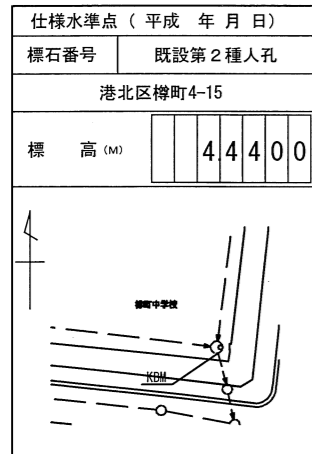 仕様水準点 ( 平成 年 月 日)
標石番号 既設第2種人孔
港北区樽町4-15
標 高 (M) 4.4400
樽町中学校
KBM